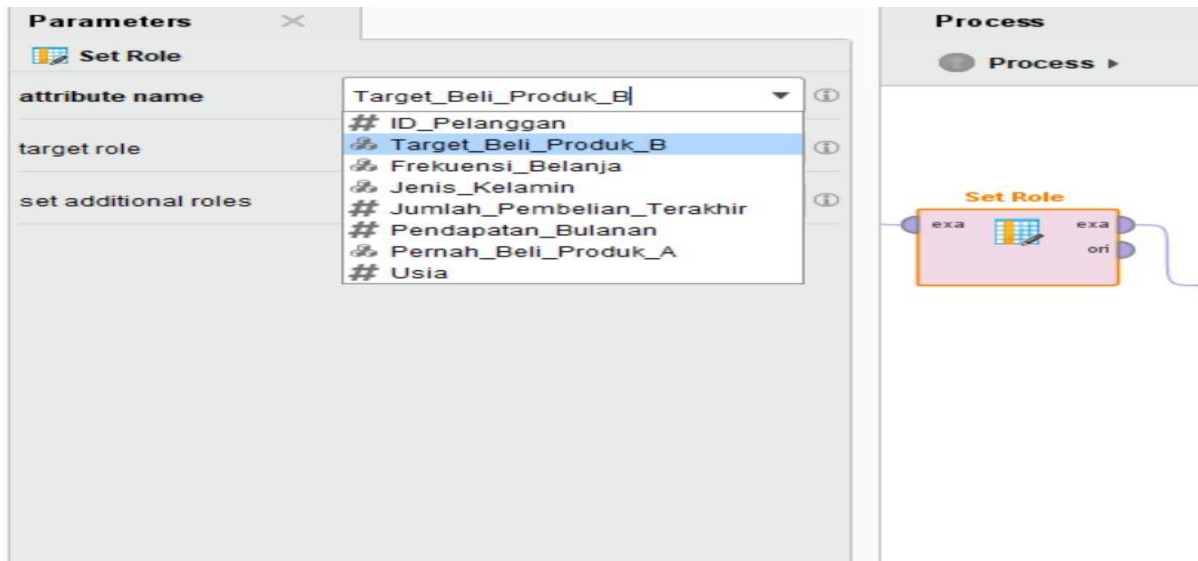 Parameters
Set Role
attribute name
Target_Beli_Produk_B
ID_Pelanggan
Target_Beli_Produk_B
Frekuensi_Belanja
Jenis_Kelamin
Jumlah_Pembelian_Terakhir
Pendapatan_Bulanan
Pernah_Beli_Produk_A
Usia
target role
set additional roles
Process
Process
Set Role
exa
exa
ori